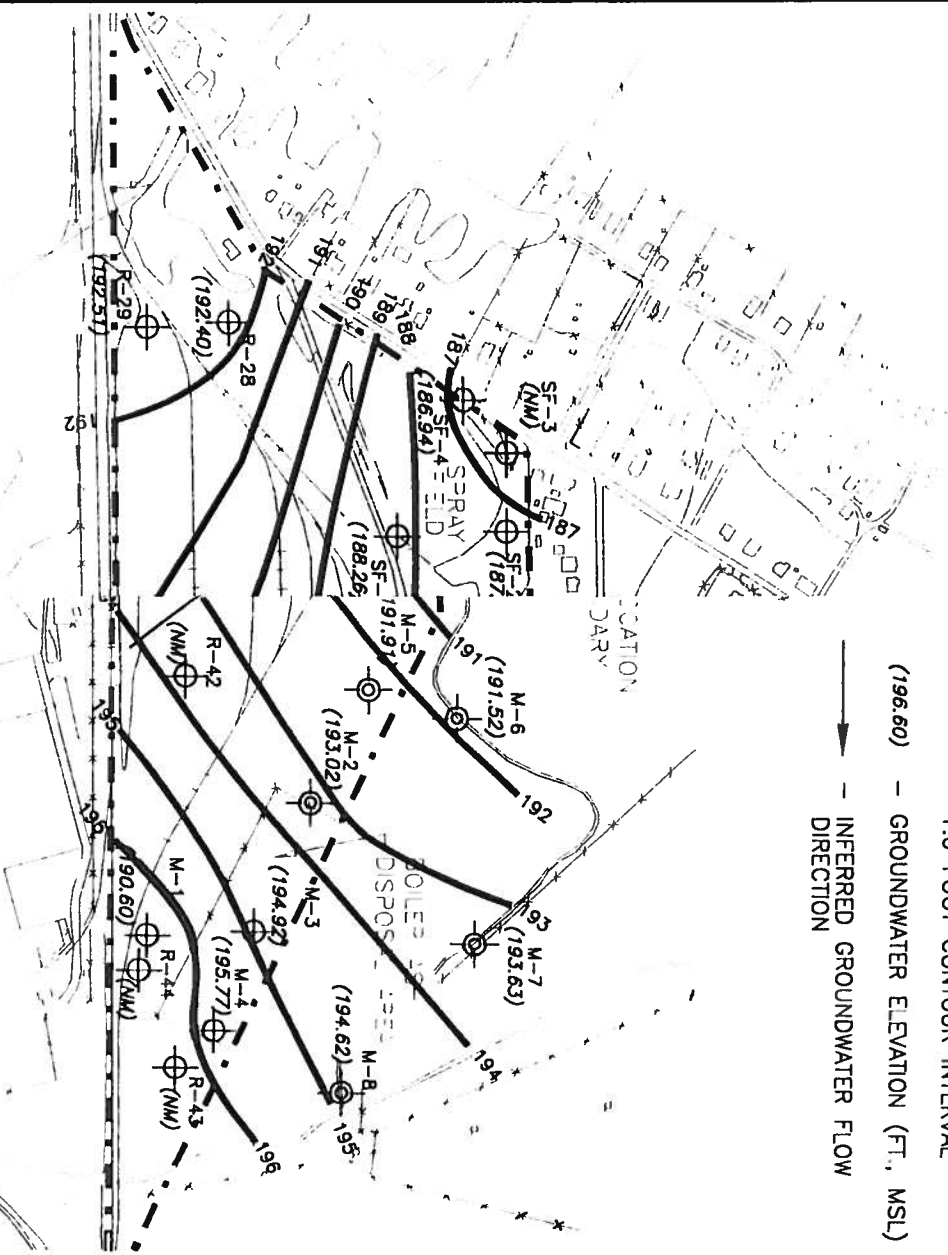 1.0 FOOT CONTOUR INTERVAL
(196.60) – GROUNDWATER ELEVATION (FT., MSL)
– INFERRED GROUNDWATER FLOW
DIRECTION
SF-3
(NM)
187
187
188
189
190
191
192
SF-4
(186.94)
SPRAY
FIELD
(187
(188.26
R-28
(192.40)
R-29
(192.51)
192
M-5
191.91
191
M-6
(191.52)
192
M-2
(193.02)
193
M-7
(193.63)
R-42
(NM)
195
196
M-3
(194.92)
194
M-1
R-44
(NM)
M-4
(195.77)
M-8
(194.62)
195
R-43
(NM)
196